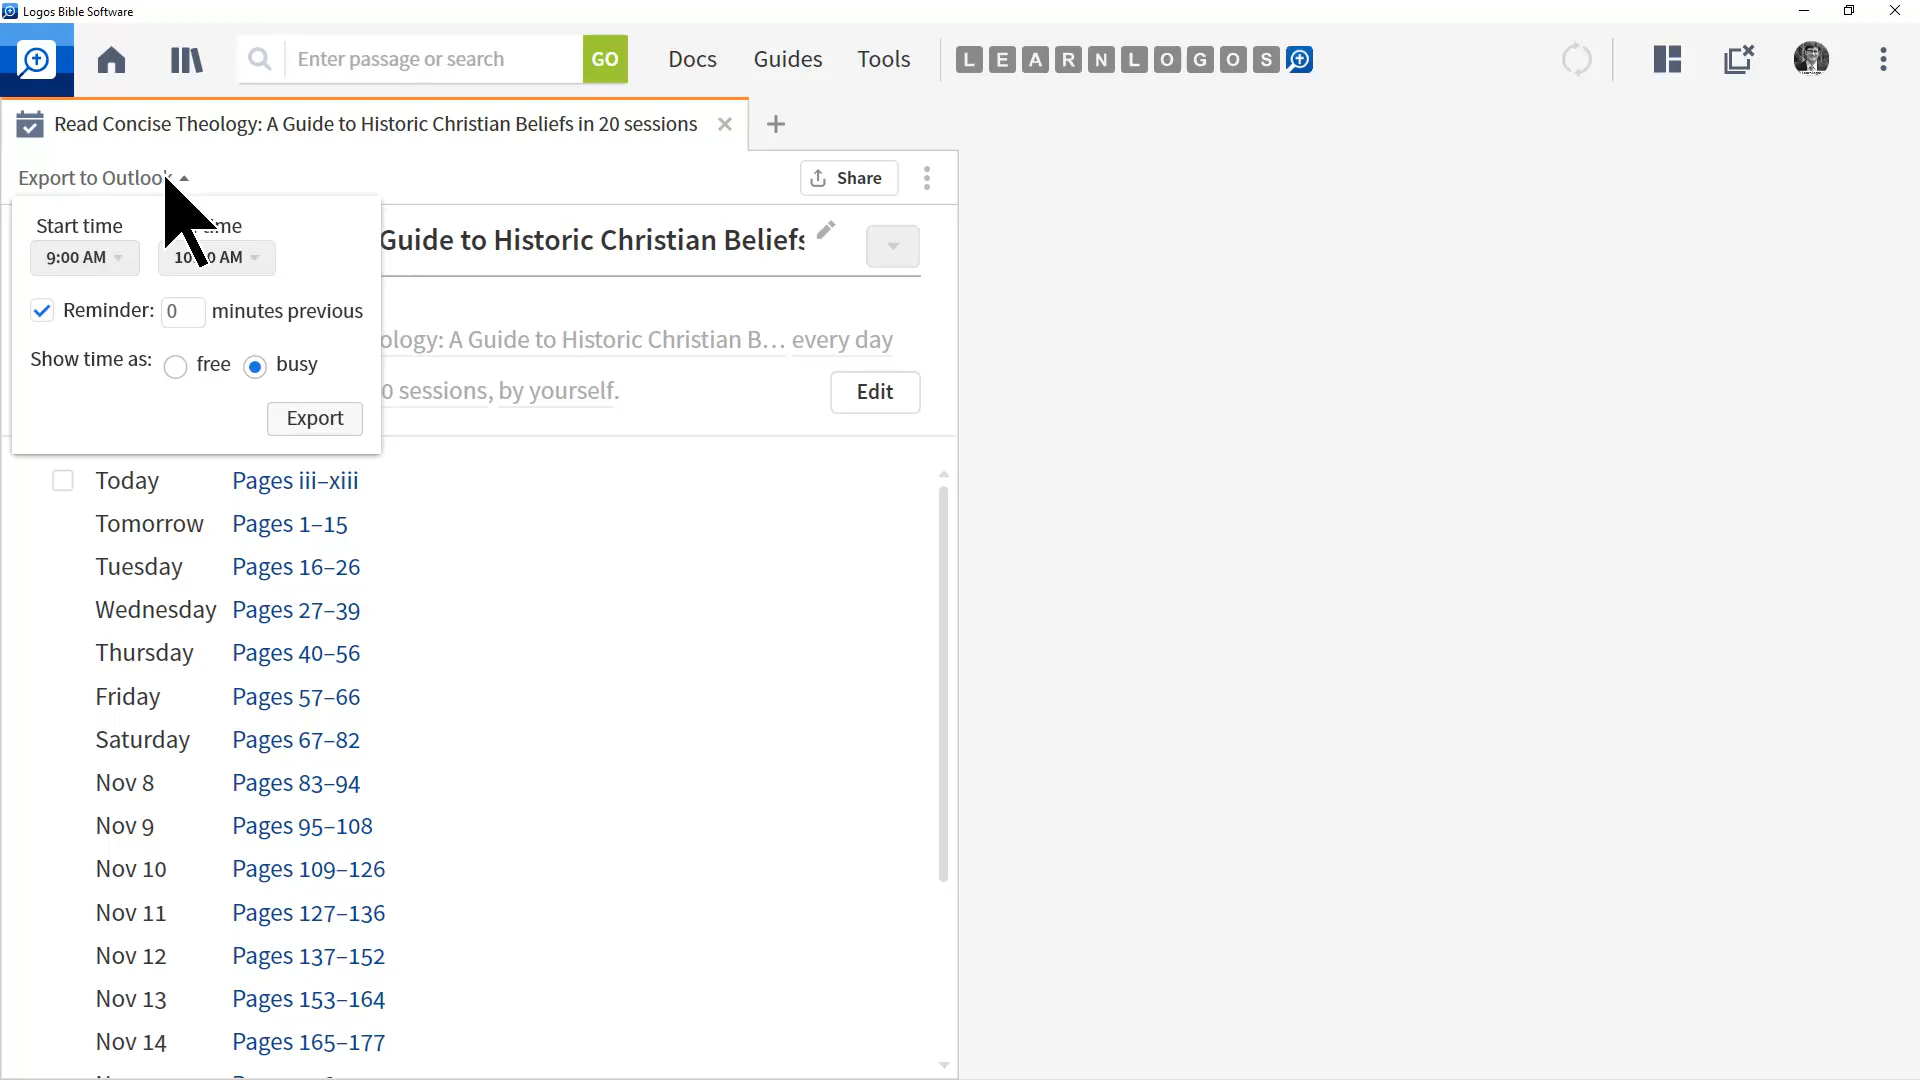 Logos Bible Software
Enter passage or search
GO
Docs
Guides
Tools
LEARNLOGOS
Read Concise Theology: A Guide to Historic Christian Beliefs in 20 sessions
Export to Outlook
Share
Start time
time
9:00 AM
AM
Guide to Historic Christian Beliefs
Reminder: 0 minutes previous
ology: A Guide to Historic Christian B... every day
Show time as: free busy
0 sessions, by yourself.
Edit
Export
Today Pages iii–xiii
Tomorrow Pages 1–15
Tuesday Pages 16–26
Wednesday Pages 27–39
Thursday Pages 40–56
Friday Pages 57–66
Saturday Pages 67–82
Nov 8 Pages 83–94
Nov 9 Pages 95–108
Nov 10 Pages 109–126
Nov 11 Pages 127–136
Nov 12 Pages 137–152
Nov 13 Pages 153–164
Nov 14 Pages 165–177